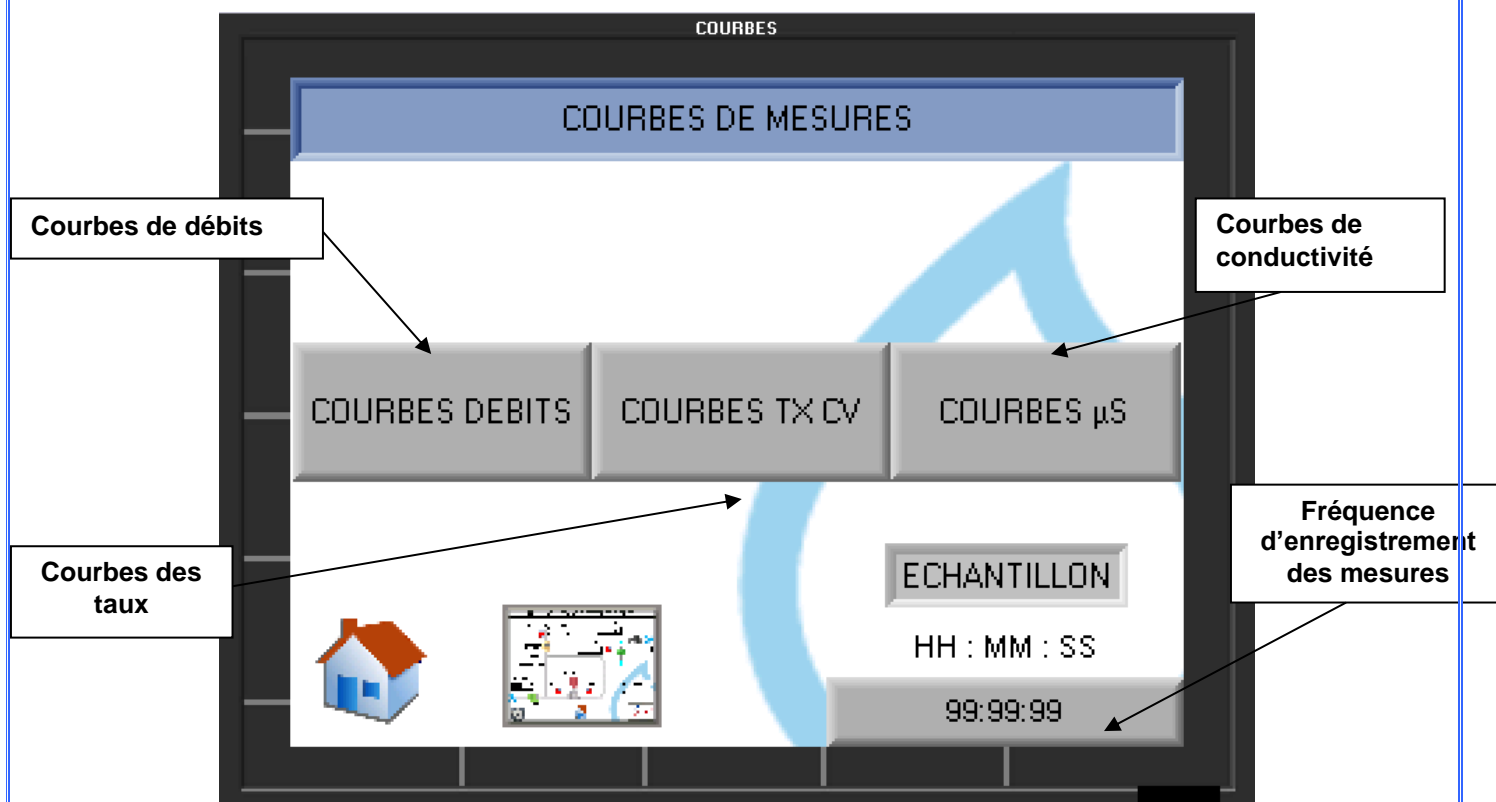 COURBES
COURBES DE MESURES
Courbes de débits
Courbes de
conductivité
COURBES DEBITS
COURBES TX CV
COURBES µS
Courbes des
taux
Fréquence
d’enregistrement
des mesures
ECHANTILLON
HH : MM : SS
99:99:99